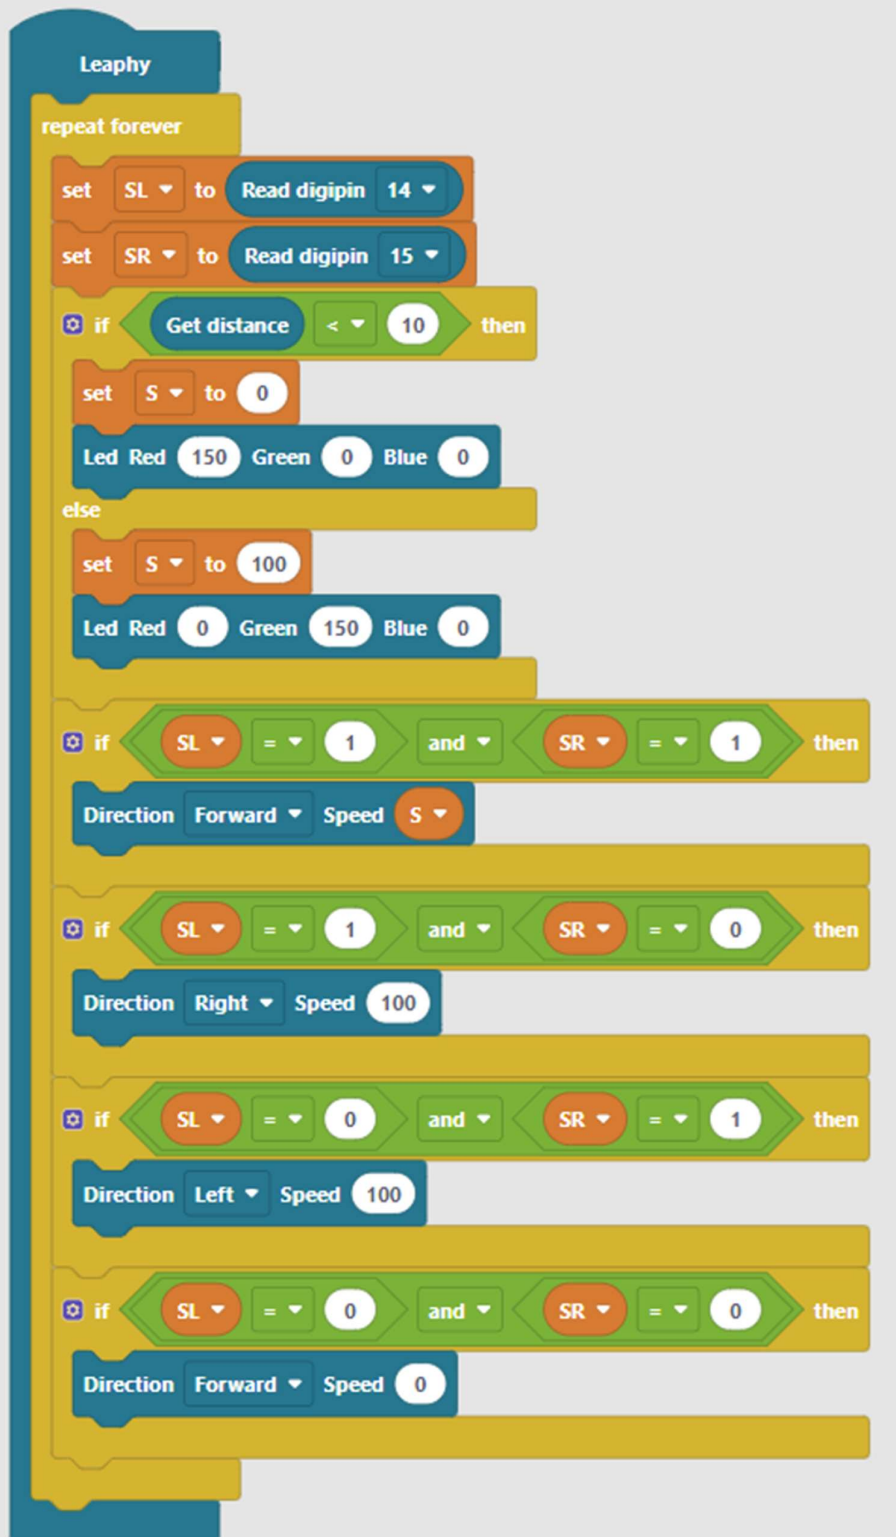 Leaphy
repeat forever
set SL to Read digipin 14
set SR to Read digipin 15
if Get distance < 10 then
set S to 0
Led Red 150 Green 0 Blue 0
else
set S to 100
Led Red 0 Green 150 Blue 0
if SL = 1 and SR = 1 then
Direction Forward Speed S
if SL = 1 and SR = 0 then
Direction Right Speed 100
if SL = 0 and SR = 1 then
Direction Left Speed 100
if SL = 0 and SR = 0 then
Direction Forward Speed 0